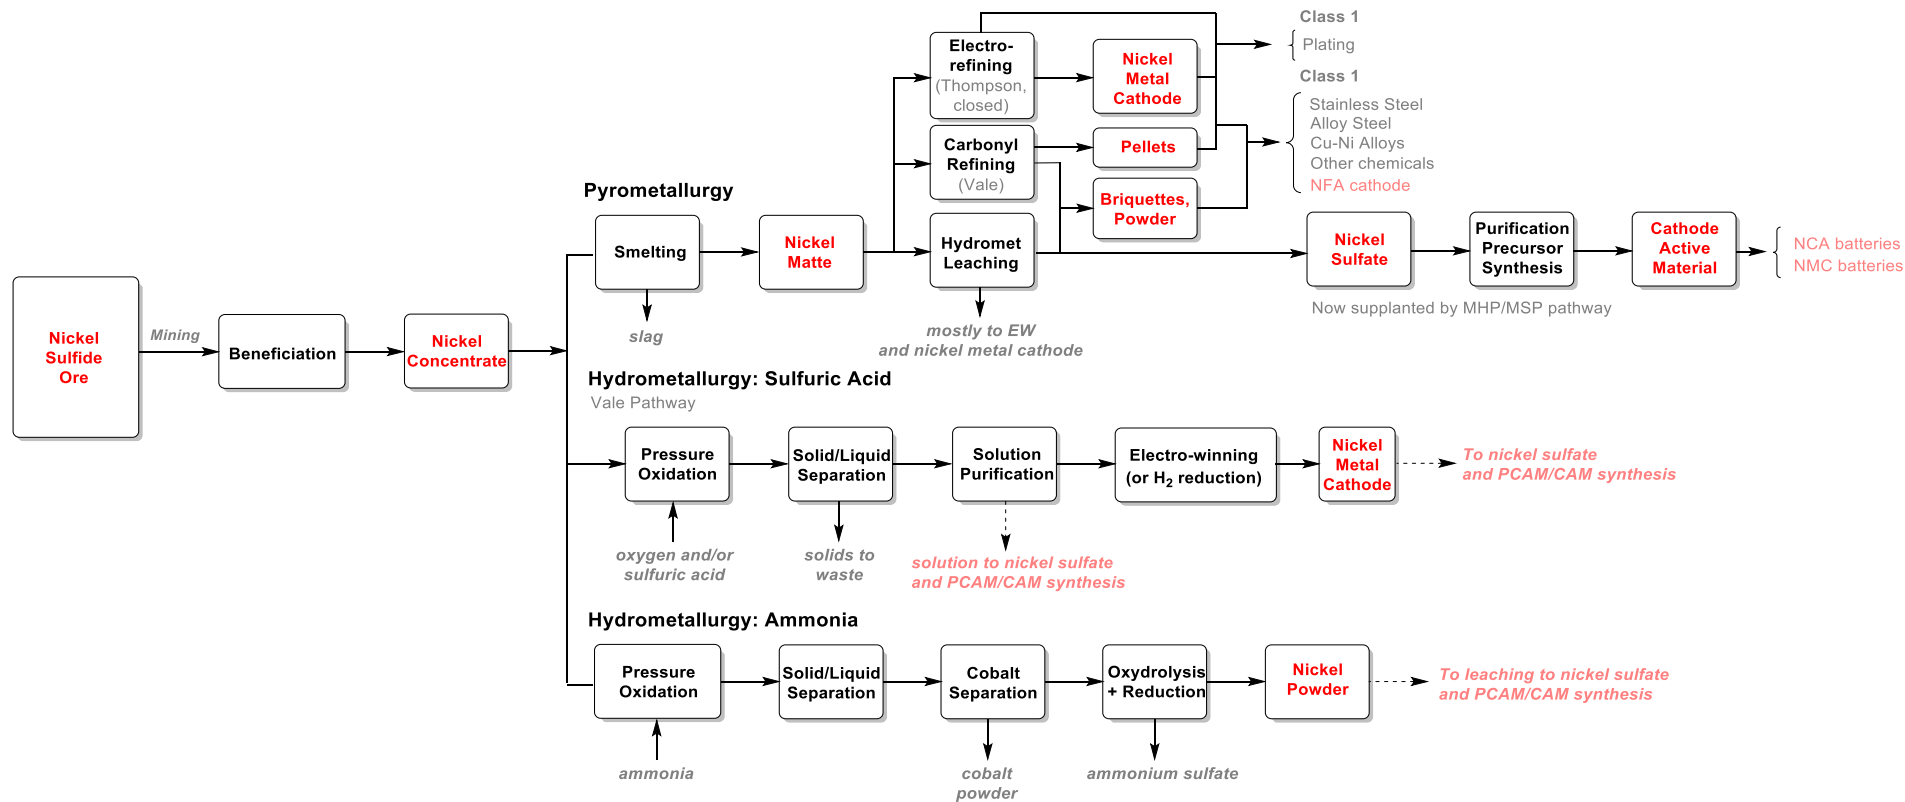 Nickel
Sulfide
Ore
Mining
Beneficiation
Nickel
Concentrate
Pyrometallurgy
Smelting
slag
Nickel
Matte
Electro-
refining
(Thompson,
closed)
Carbonyl
Refining
(Vale)
Hydromet
Leaching
mostly to EW
and nickel metal cathode
Nickel
Metal
Cathode
Pellets
Briquettes,
Powder
Class 1
Plating
Class 1
Stainless Steel
Alloy Steel
Cu-Ni Alloys
Other chemicals
NFA cathode
Nickel
Sulfate
Purification
Precursor
Synthesis
Cathode
Active
Material
NCA batteries
NMC batteries
Now supplanted by MHP/MSP pathway
Hydrometallurgy: Sulfuric Acid
Vale Pathway
Pressure
Oxidation
oxygen and/or
sulfuric acid
Solid/Liquid
Separation
solids to
waste
Solution
Purification
solution to nickel sulfate
and PCAM/CAM synthesis
Electro-winning
(or H₂ reduction)
Nickel
Metal
Cathode
To nickel sulfate
and PCAM/CAM synthesis
Hydrometallurgy: Ammonia
Pressure
Oxidation
ammonia
Solid/Liquid
Separation
Cobalt
Separation
cobalt
powder
Oxydrolysis
+ Reduction
ammonium sulfate
Nickel
Powder
To leaching to nickel sulfate
and PCAM/CAM synthesis